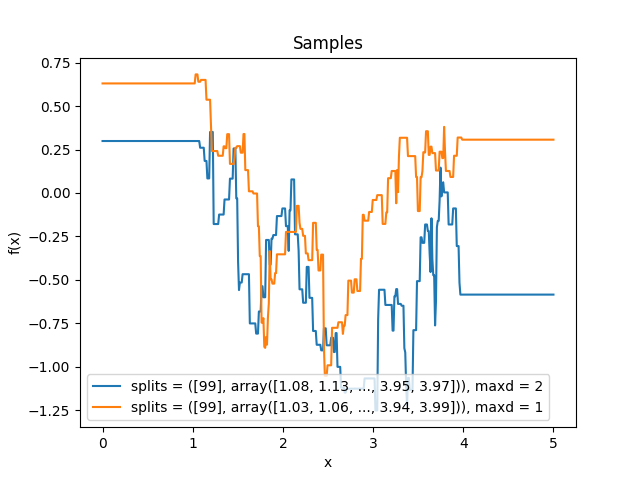 Samples
0.75
0.50
0.25
0.00
−0.25
−0.50
−0.75
−1.00
−1.25
f(x)
splits = ([99], array([1.08, 1.13, ..., 3.95, 3.97])), maxd = 2
splits = ([99], array([1.03, 1.06, ..., 3.94, 3.99])), maxd = 1
0 1 2 3 4 5
x